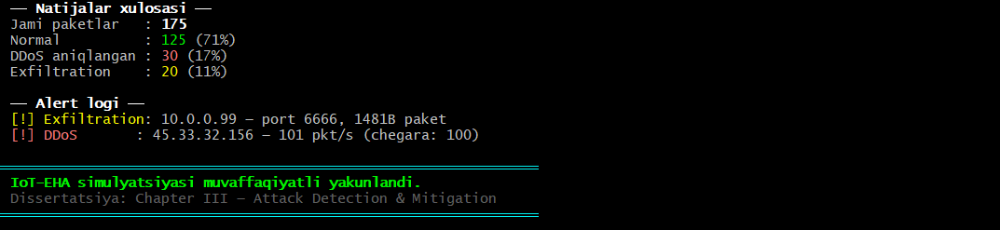 ── Natijalar xulosasi ──
Jami paketlar   : 175
Normal          : 125 (71%)
DDoS aniqlangan : 30 (17%)
Exfiltration    : 20 (11%)
── Alert logi ──
[!] Exfiltration: 10.0.0.99 — port 6666, 1481B paket
[!] DDoS       : 45.33.32.156 — 101 pkt/s (chegara: 100)
IoT-EHA simulyatsiyasi muvaffaqiyatli yakunlandi.
Dissertatsiya: Chapter III — Attack Detection & Mitigation